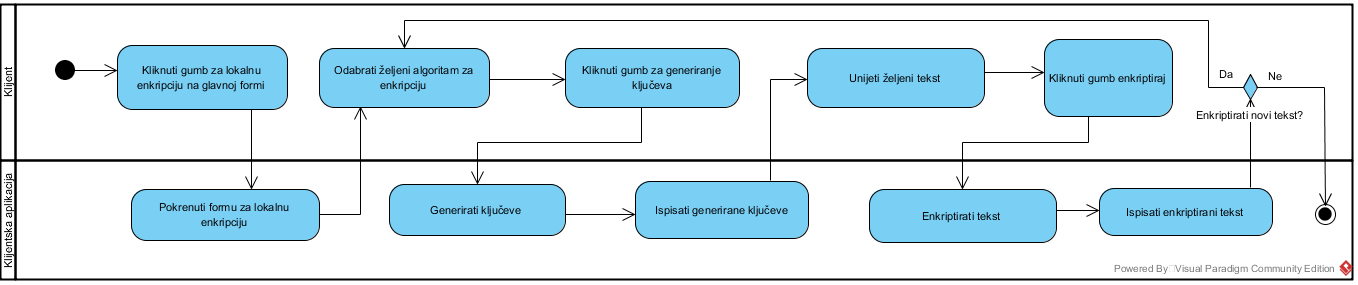 Klijent
Kliknuti gumb za lokalnu
enkripciju na glavnoj formi
Odabrati željeni algoritam za
enkripciju
Kliknuti gumb za generiranje
ključeva
Unijeti željeni tekst
Kliknuti gumb enkriptiraj
Da
Ne
Enkriptirati novi tekst?
Klijentska aplikacija
Pokrenuti formu za lokalnu
enkripciju
Generirati ključeve
Ispisati generirane ključeve
Enkriptirati tekst
Ispisati enkriptirani tekst
Powered By Visual Paradigm Community Edition